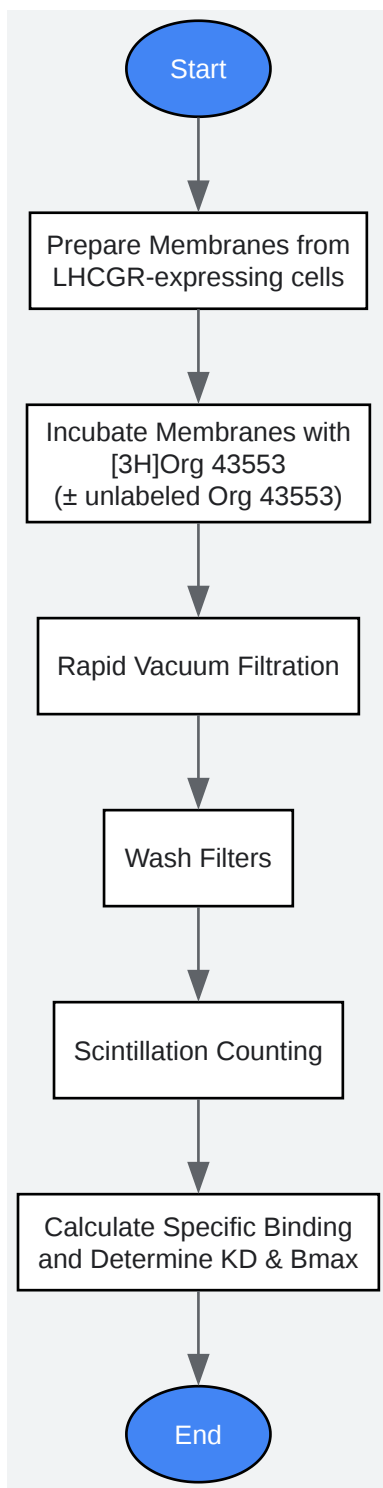 Start
Prepare Membranes from
LHCGR-expressing cells
Incubate Membranes with
[3H]Org 43553
(± unlabeled Org 43553)
Rapid Vacuum Filtration
Wash Filters
Scintillation Counting
Calculate Specific Binding
and Determine KD & Bmax
End